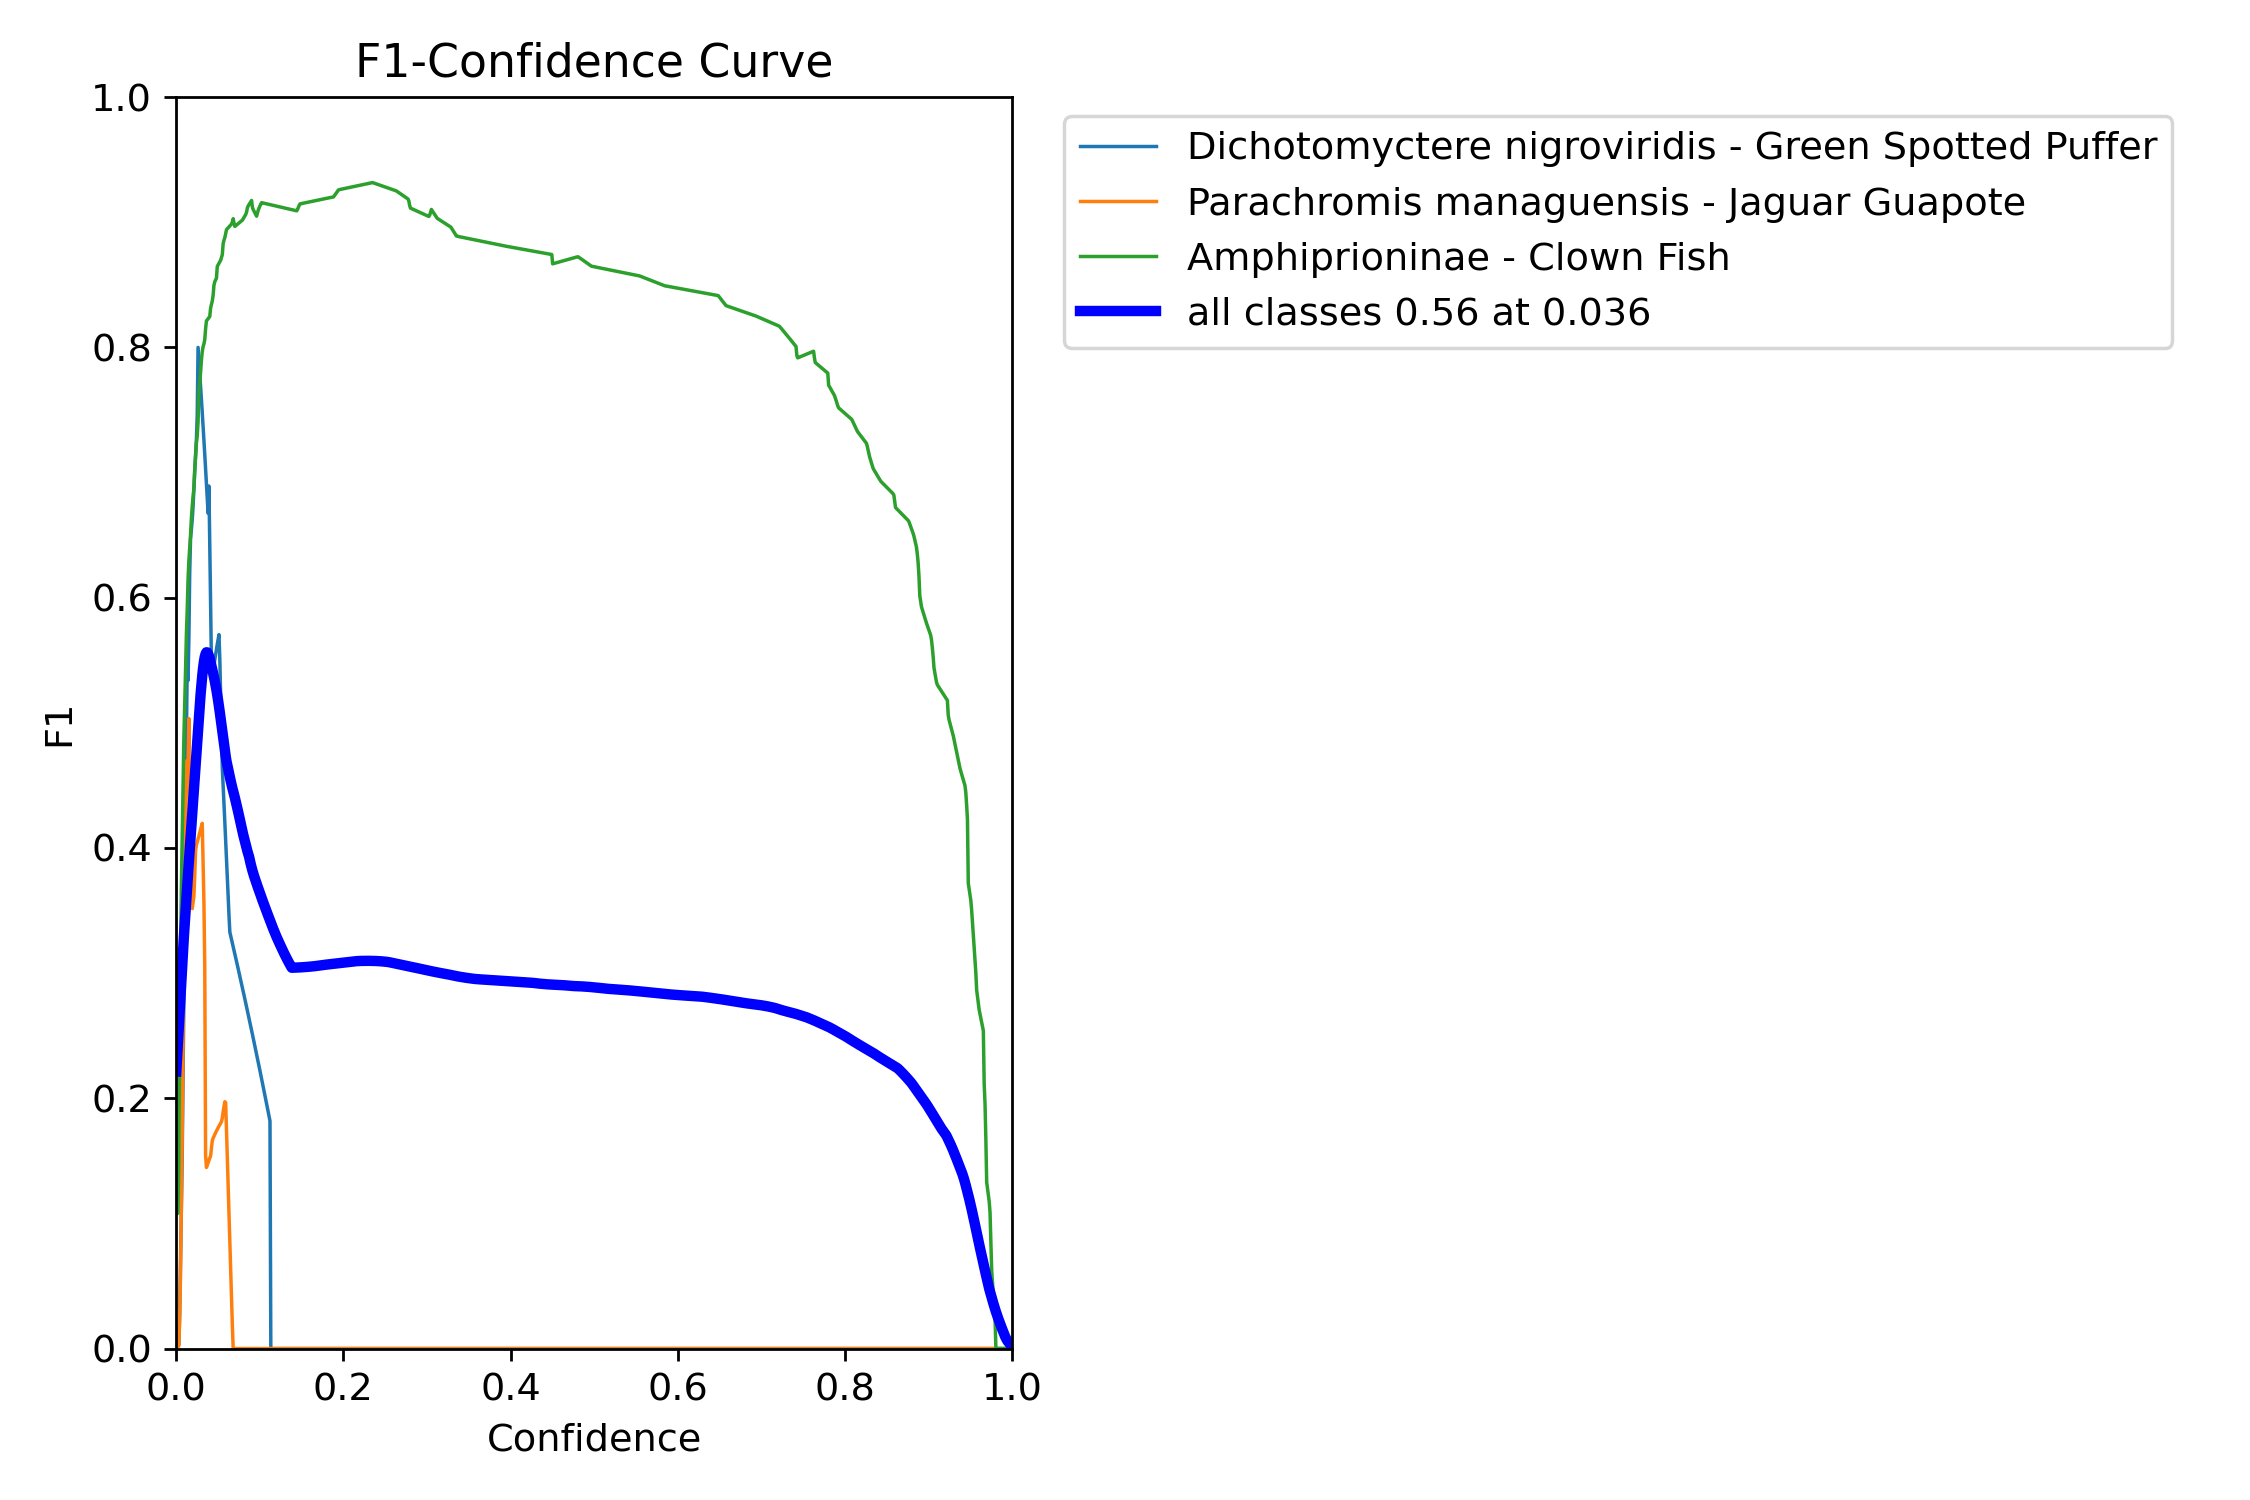 F1-Confidence Curve
1.0
0.8
0.6
0.4
0.2
0.0
F1
0.0 0.2 0.4 0.6 0.8 1.0
Confidence
Dichotomyctere nigroviridis - Green Spotted Puffer
Parachromis managuensis - Jaguar Guapote
Amphiprioninae - Clown Fish
all classes 0.56 at 0.036